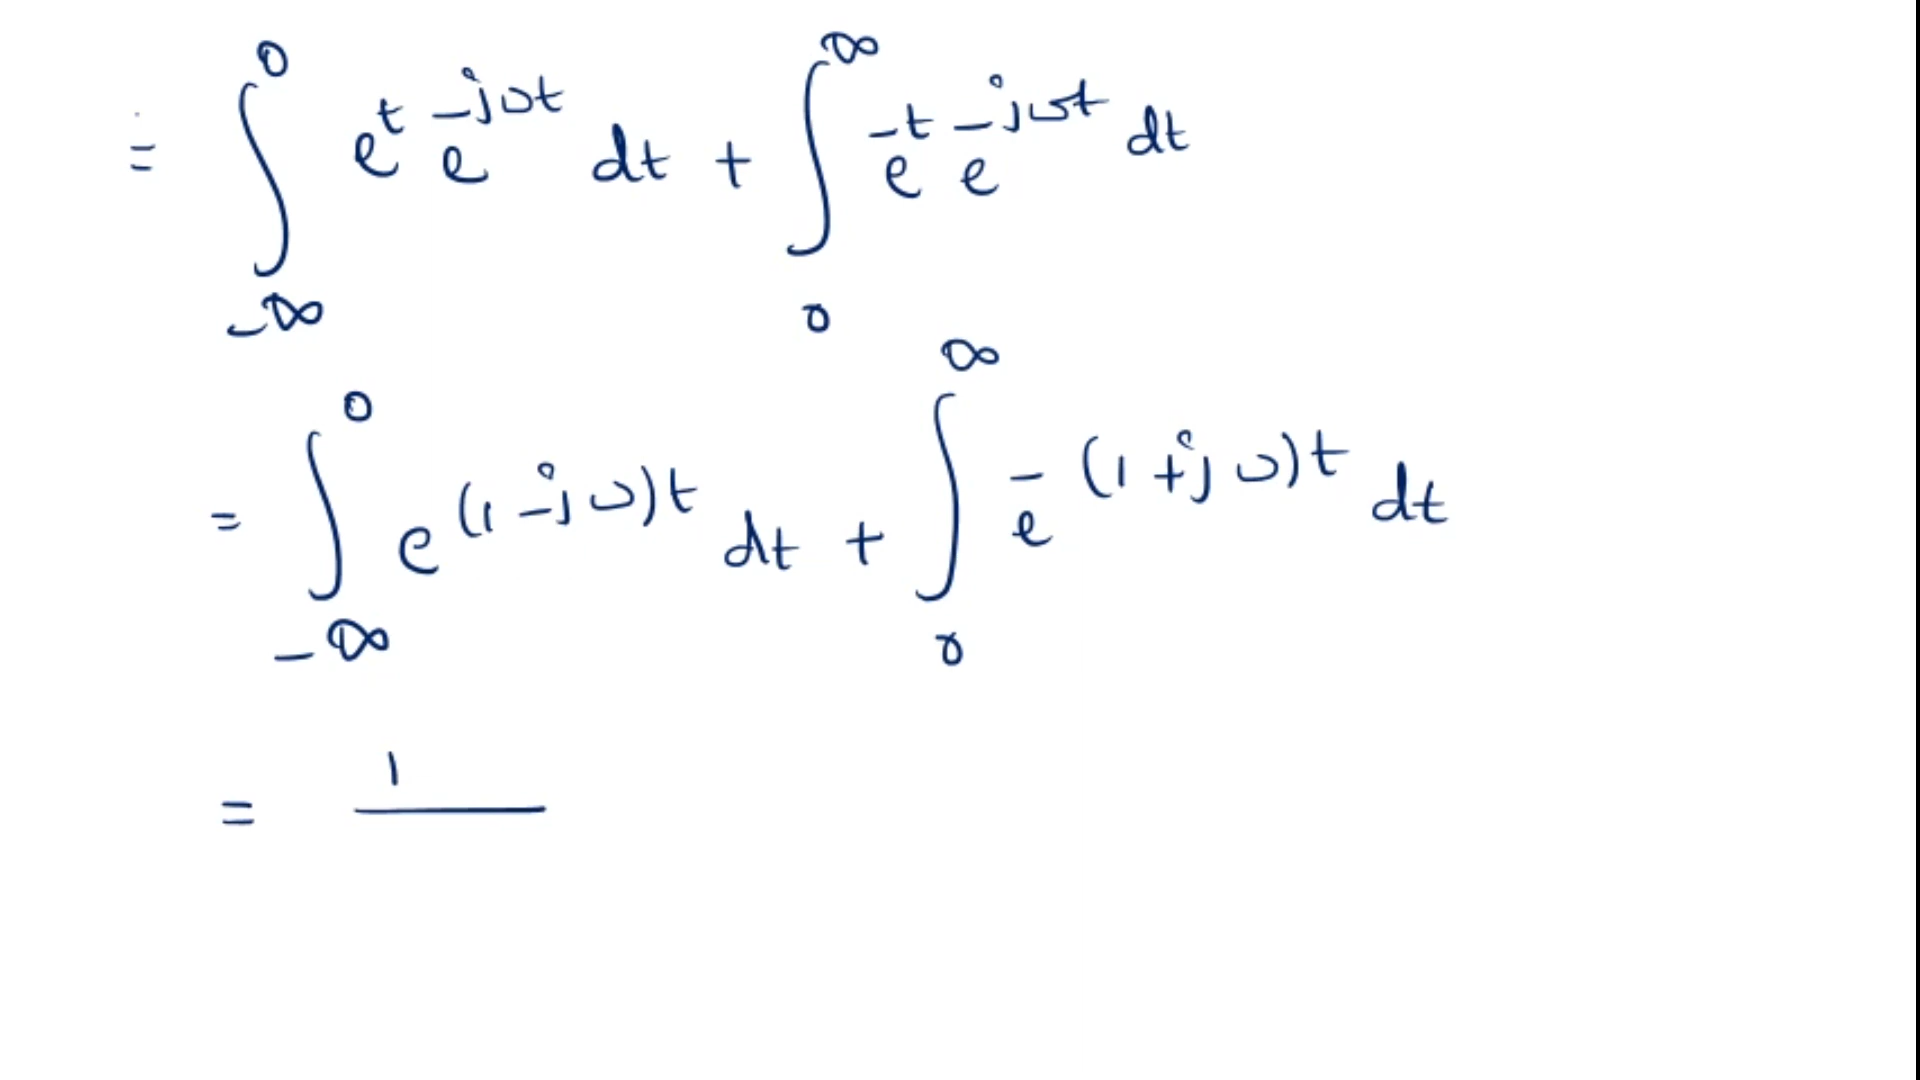 = ∫_{-∞}^{0} e^{t} e^{-jωt} dt + ∫_{0}^{∞} e^{-t} e^{-jωt} dt
= ∫_{-∞}^{0} e^{(1-jω)t} dt + ∫_{0}^{∞} e^{-(1+jω)t} dt
= 1/